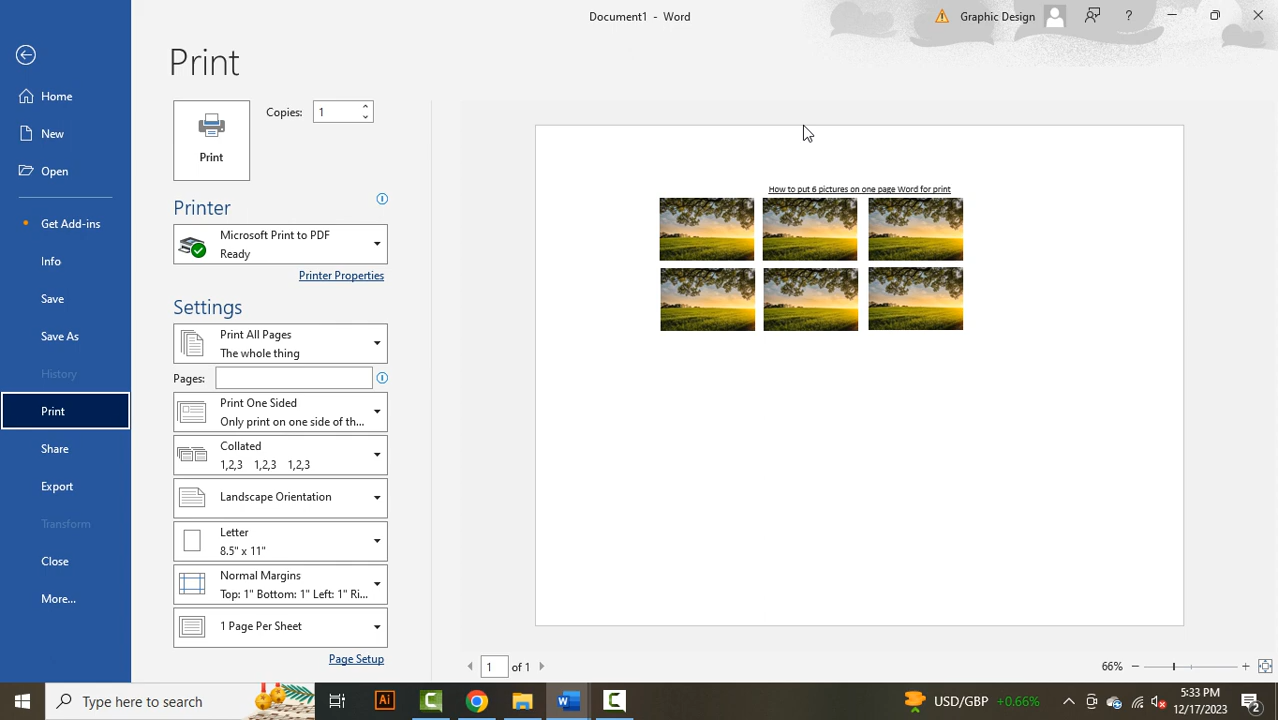 Document1 - Word
Graphic Design
?
Print
Home
New
Open
Get Add-ins
Info
Save
Save As
History
Print
Share
Export
Transform
Close
More...
Print
Copies: 1
Printer
Microsoft Print to PDF
Ready
Printer Properties
Settings
Print All Pages
The whole thing
Pages:
Print One Sided
Only print on one side of th...
Collated
1,2,3 1,2,3 1,2,3
Landscape Orientation
Letter
8.5" x 11"
Normal Margins
Top: 1" Bottom: 1" Left: 1" Ri...
1 Page Per Sheet
Page Setup
How to put 6 pictures on one page Word for print
1 of 1
66%
Type here to search
Ai
USD/GBP +0.66%
5:33 PM
12/17/2023
2